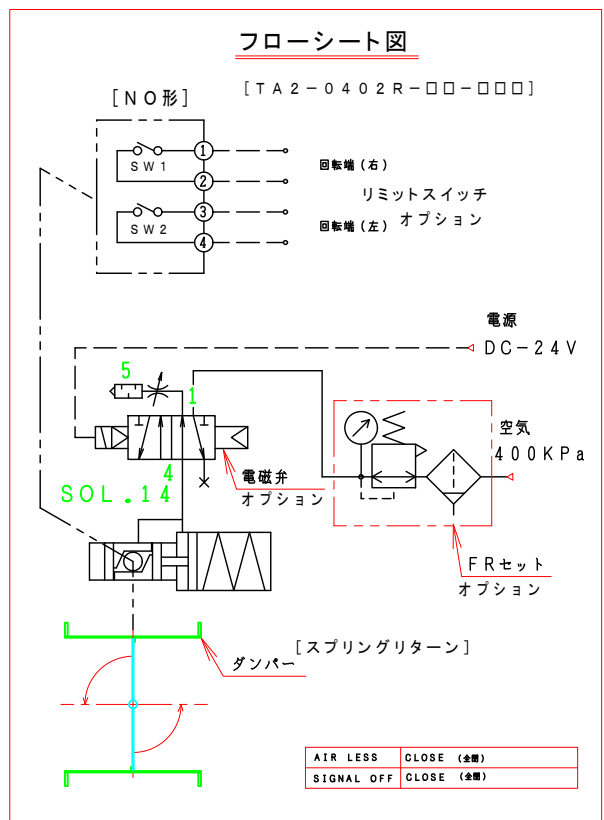 フローシート図
[TA2-0402R-□□-□□□]
[NO形]
1
SW1
2
回転端(右)
リミットスイッチ
オプション
3
SW2
4
回転端(左)
電源
DC-24V
5
1
空気
400KPa
4
SOL.14
電磁弁
オプション
FRセット
オプション
[スプリングリターン]
ダンパー
AIR LESS CLOSE (全閉)
SIGNAL OFF CLOSE (全閉)